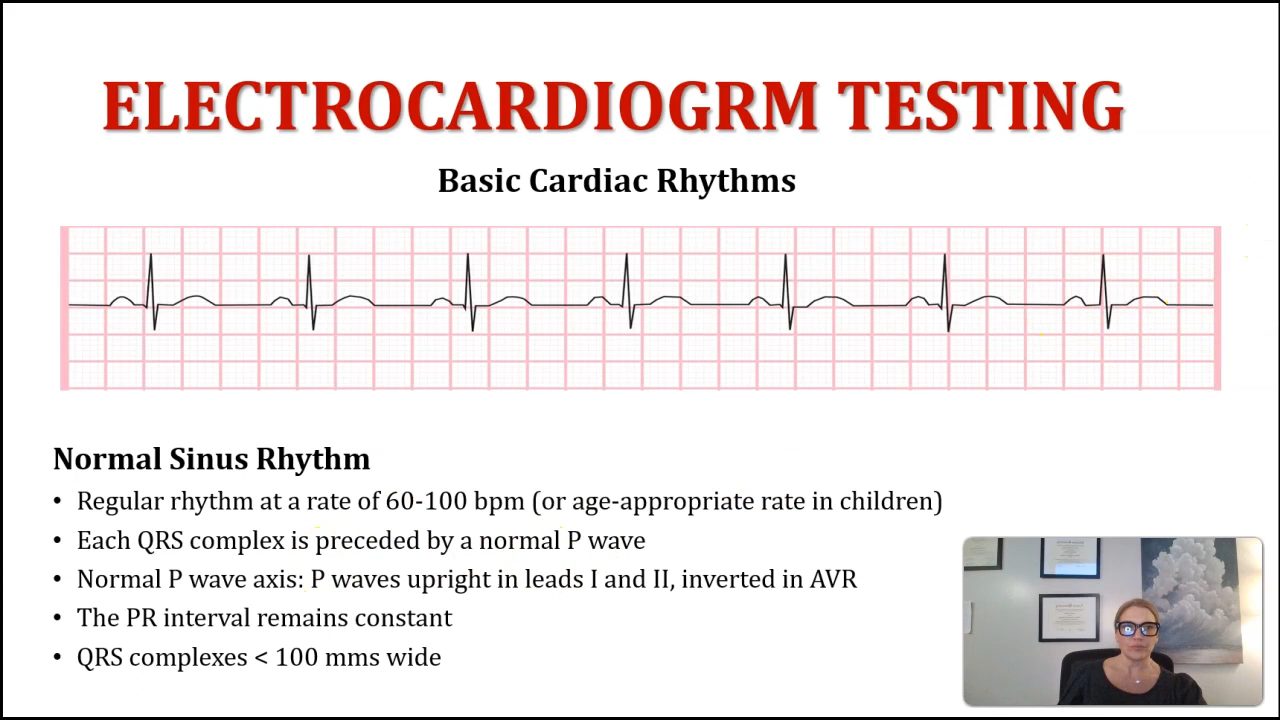 ELECTROCARDIOGRM TESTING
Basic Cardiac Rhythms
Normal Sinus Rhythm
• Regular rhythm at a rate of 60-100 bpm (or age-appropriate rate in children)
• Each QRS complex is preceded by a normal P wave
• Normal P wave axis: P waves upright in leads I and II, inverted in AVR
• The PR interval remains constant
• QRS complexes < 100 mms wide